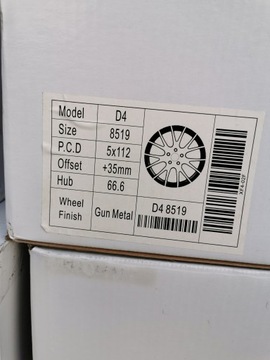 Model D4
Size 8519
P.C.D 5x112
Offset +35mm
Hub 66.6
Wheel Finish Gun Metal
D4 8519